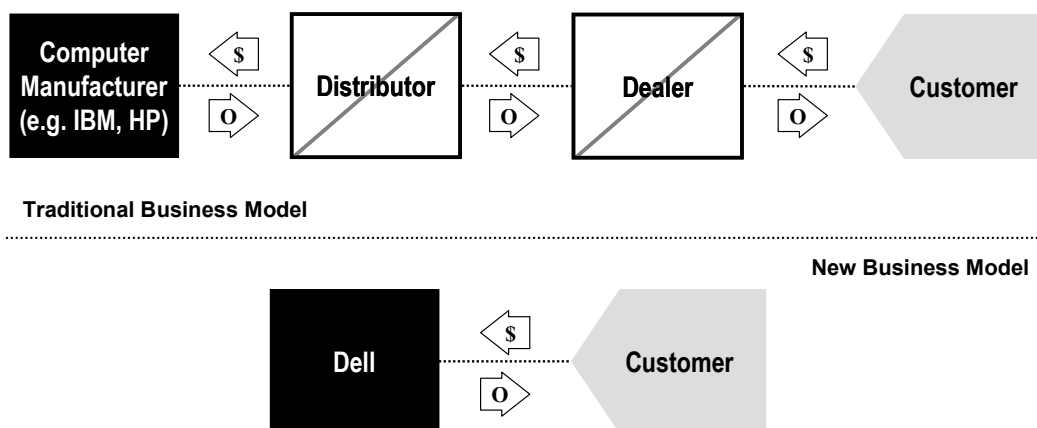 $
$
$
Computer
Manufacturer
(e.g. IBM, HP)
Distributor
Dealer
Customer
O
O
O
Traditional Business Model
New Business Model
$
Dell
Customer
O